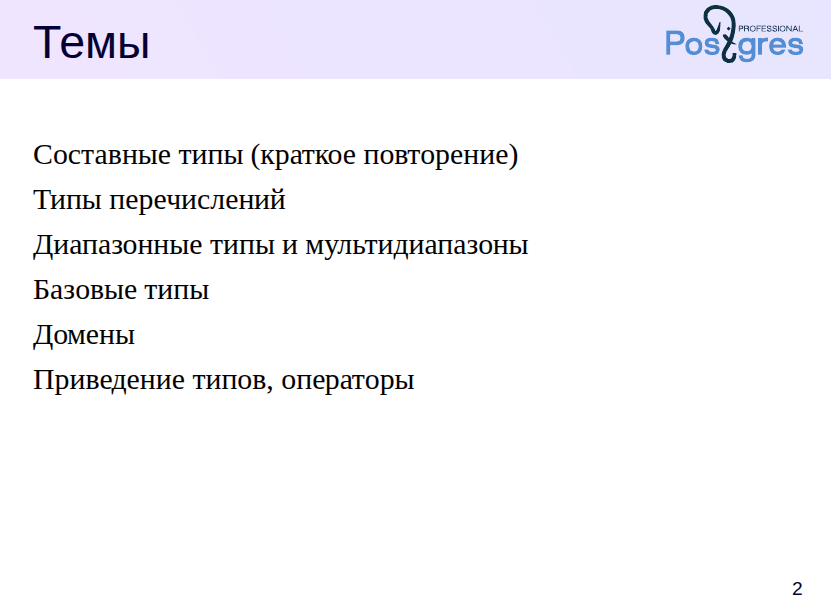 Темы
PROFESSIONAL
Postgres
Составные типы (краткое повторение)
Типы перечислений
Диапазонные типы и мультидиапазоны
Базовые типы
Домены
Приведение типов, операторы
2